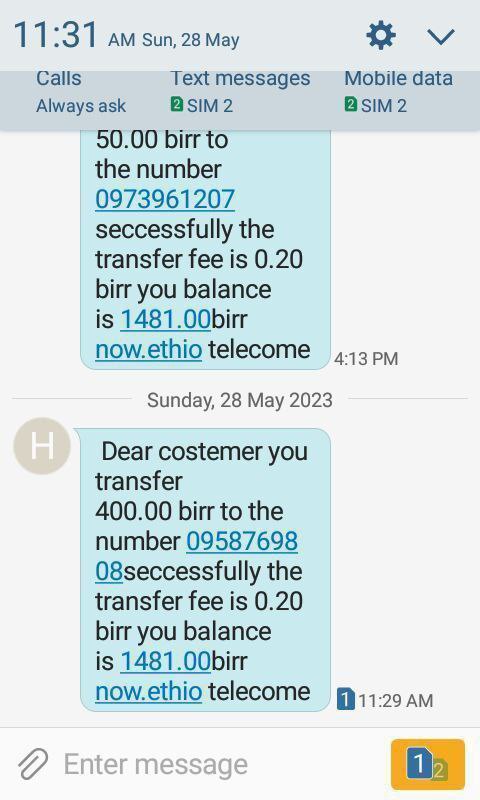 11:31 AM Sun, 28 May
Calls Text messages Mobile data
Always ask 2 SIM 2 2 SIM 2
50.00 birr to
the number
0973961207
seccessfully the
transfer fee is 0.20
birr you balance
is 1481.00birr
now.ethio telecome
4:13 PM
Sunday, 28 May 2023
H
Dear costemer you
transfer
400.00 birr to the
number 09587698
08seccessfully the
transfer fee is 0.20
birr you balance
is 1481.00birr
now.ethio telecome
1 11:29 AM
Enter message
1 2